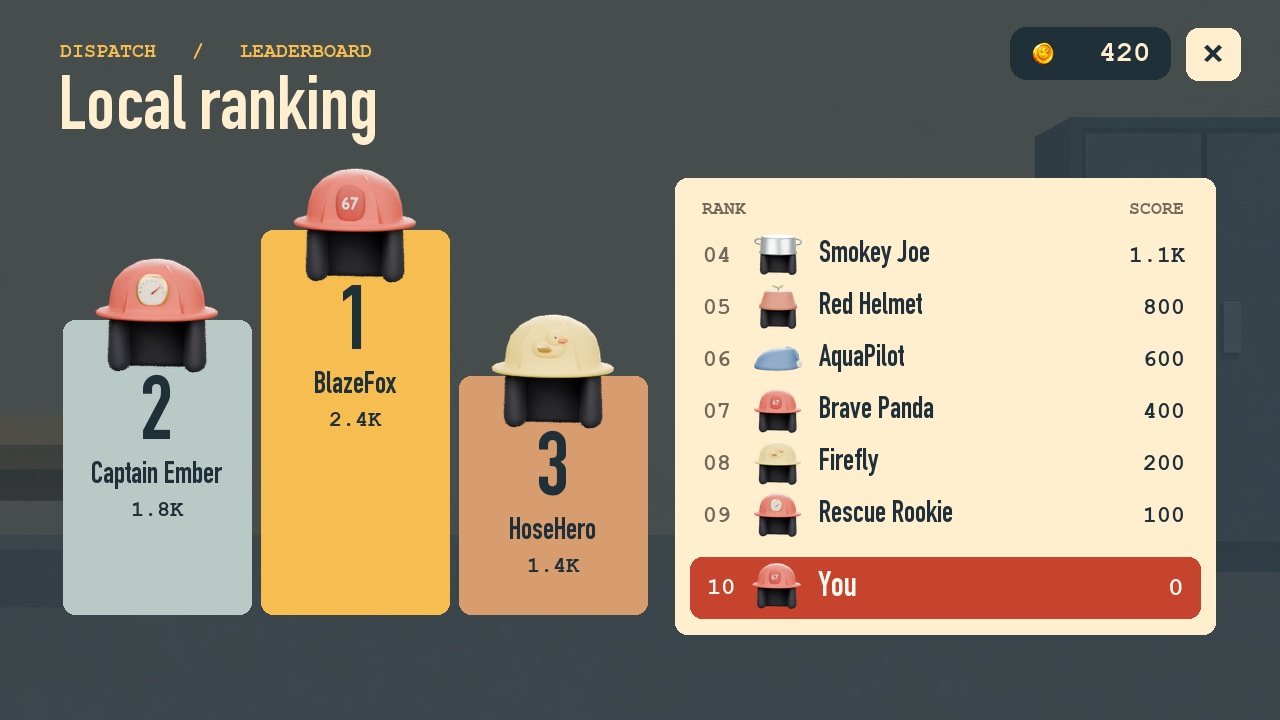 DISPATCH / LEADERBOARD
Local ranking
420
67
2
Captain Ember
1.8K
1
BlazeFox
2.4K
3
HoseHero
1.4K
RANK SCORE
04 Smokey Joe 1.1K
05 Red Helmet 800
06 AquaPilot 600
07 67 Brave Panda 400
08 Firefly 200
09 Rescue Rookie 100
10 67 You 0